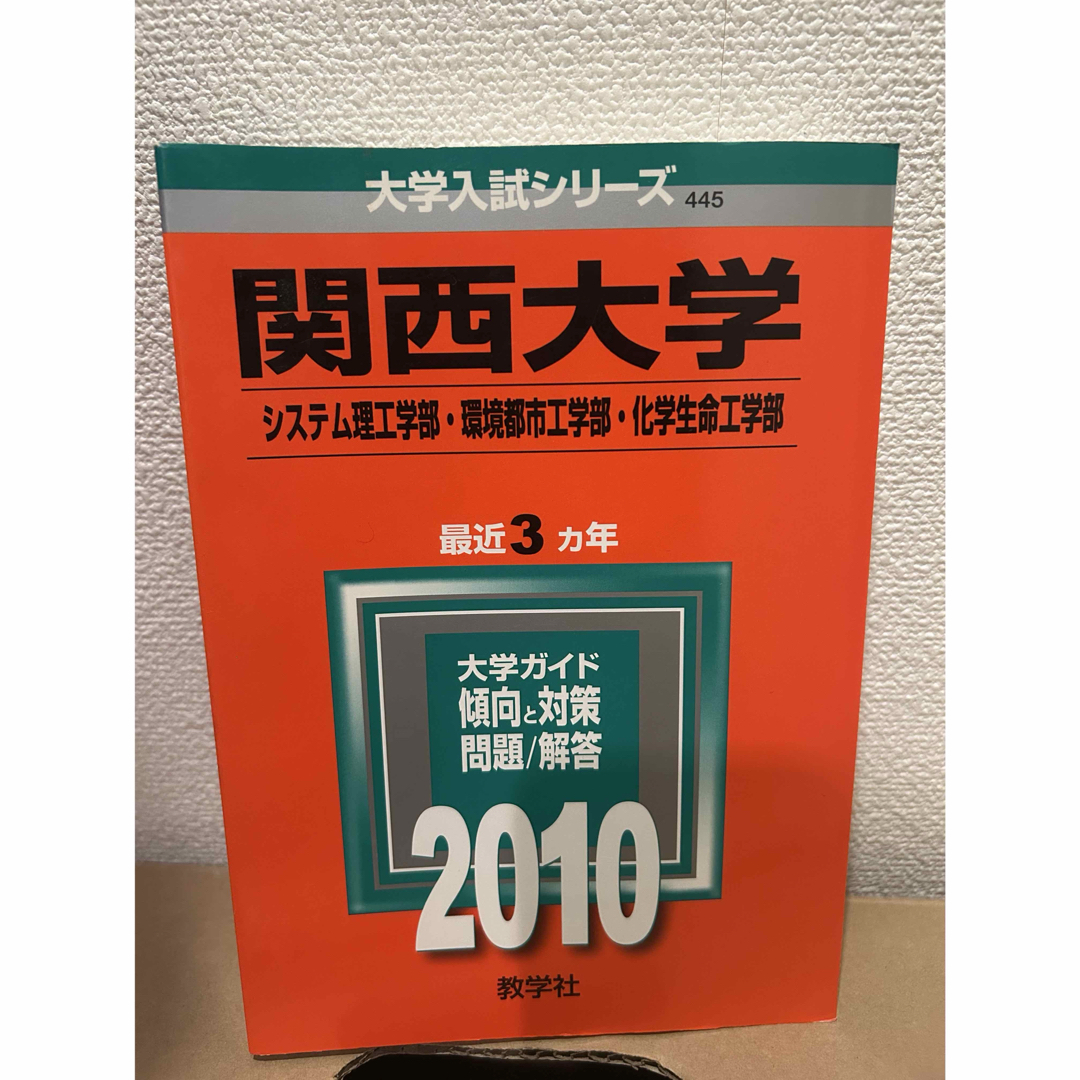 大学入試シリーズ 445
関西大学
システム理工学部・環境都市工学部・化学生命工学部
最近3ヵ年
大学ガイド
傾向と対策
問題/解答
2010
教学社